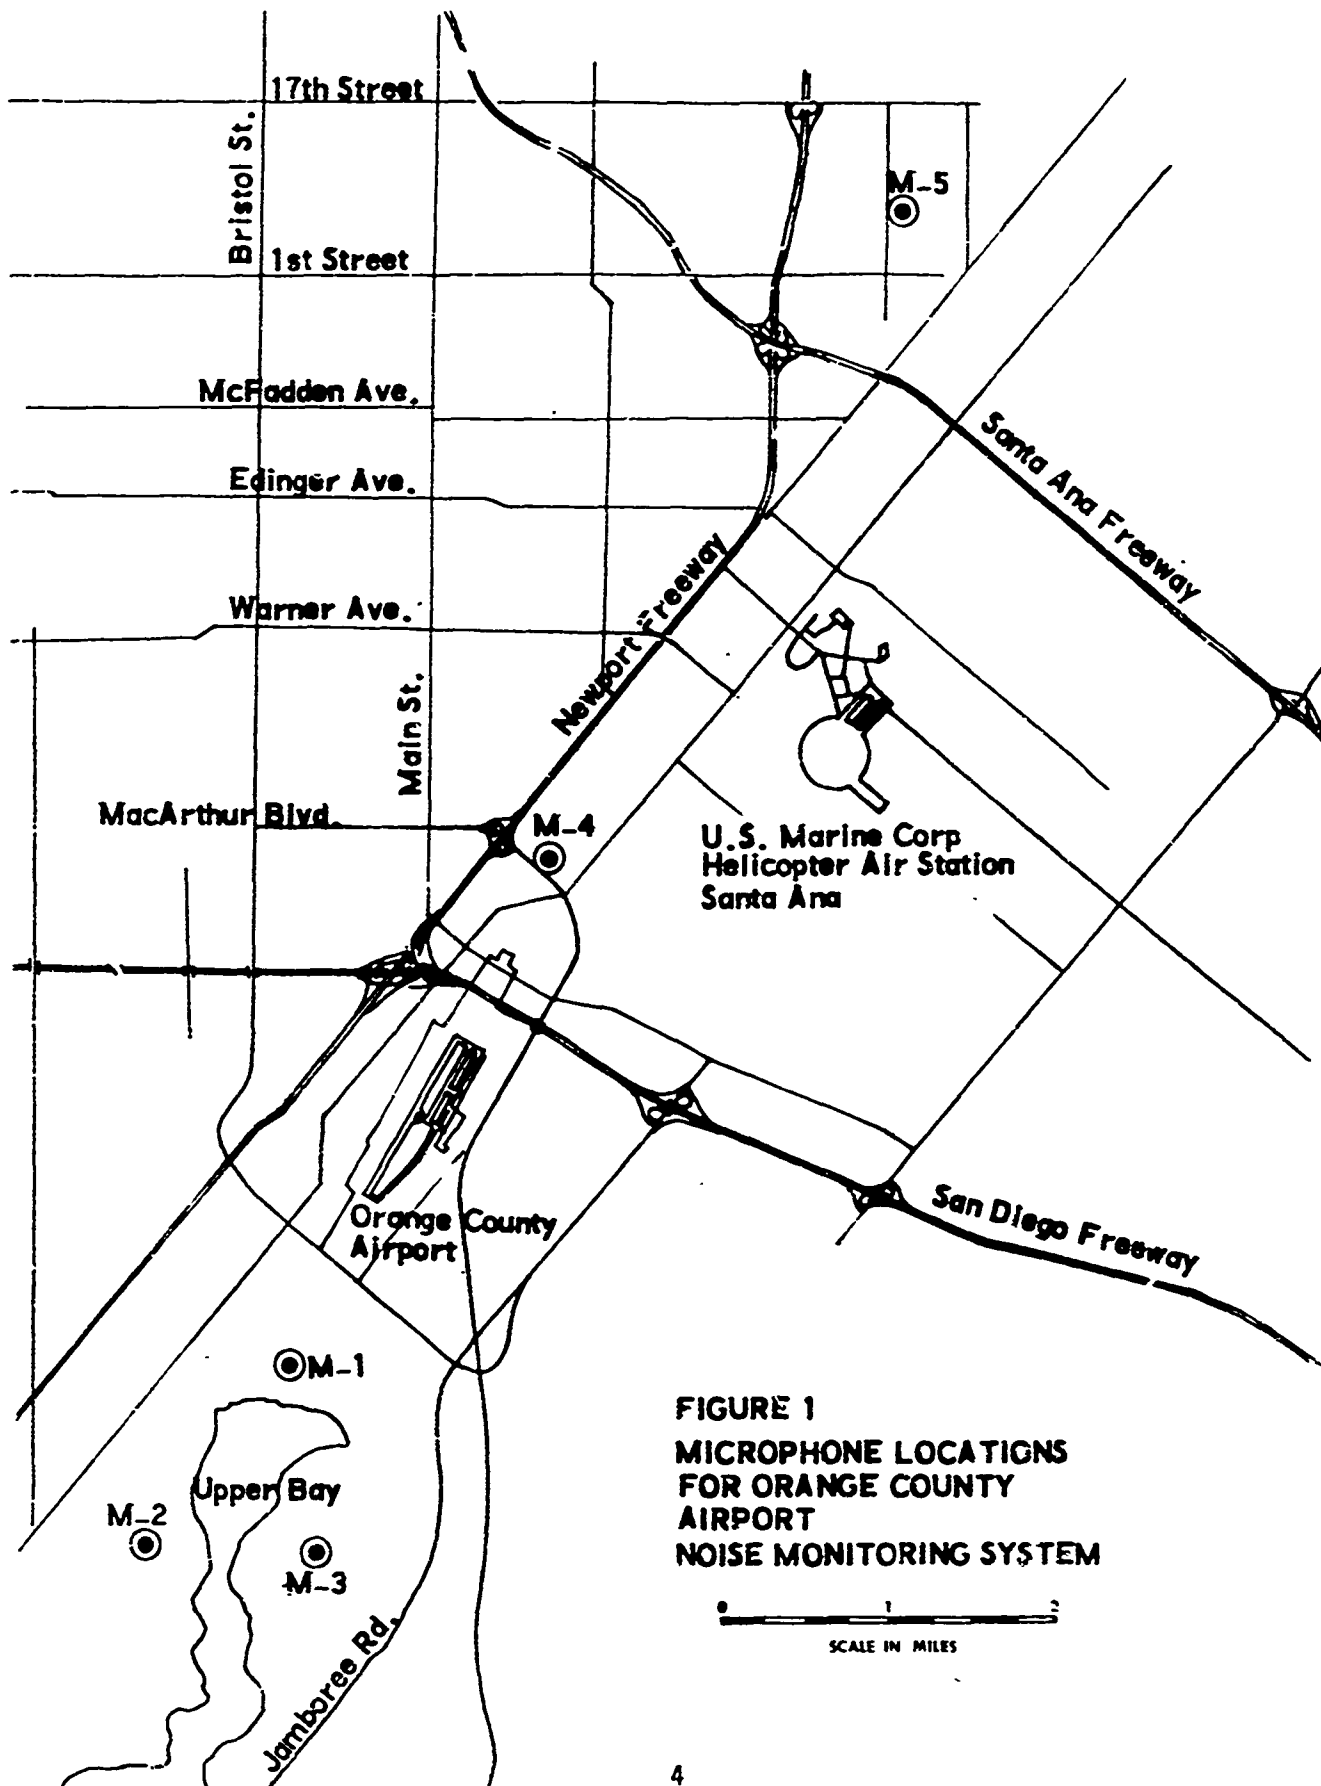 17th Street
Bristol St.
M-5
1st Street
McFadden Ave.
Santa Ana Freeway
Edinger Ave.
Newport Freeway
Warner Ave.
Main St.
MacArthur Blvd.
M-4
U.S. Marine Corp
Helicopter Air Station
Santa Ana
San Diego Freeway
Orange County
Airport
M-1
FIGURE 1
MICROPHONE LOCATIONS
FOR ORANGE COUNTY
AIRPORT
NOISE MONITORING SYSTEM
Upper Bay
M-2
M-3
0 1 2
SCALE IN MILES
Jamboree Rd.
4